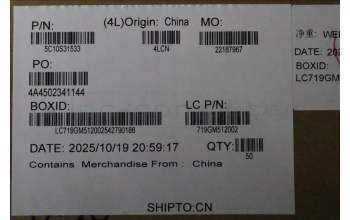 P/N: (4L)Origin: China MO:
5C10S31533 4LCN 22187967
PO:
4A4502341144
BOXID: LC P/N:
LC719GM512002542790186 719GM512002
DATE: 2025/10/19 20:59:17 QTY:
50
Contains Merchandise From : China
SHIPTO:CN
净重:
DATE: 202
BOXID:
LC719GM5120